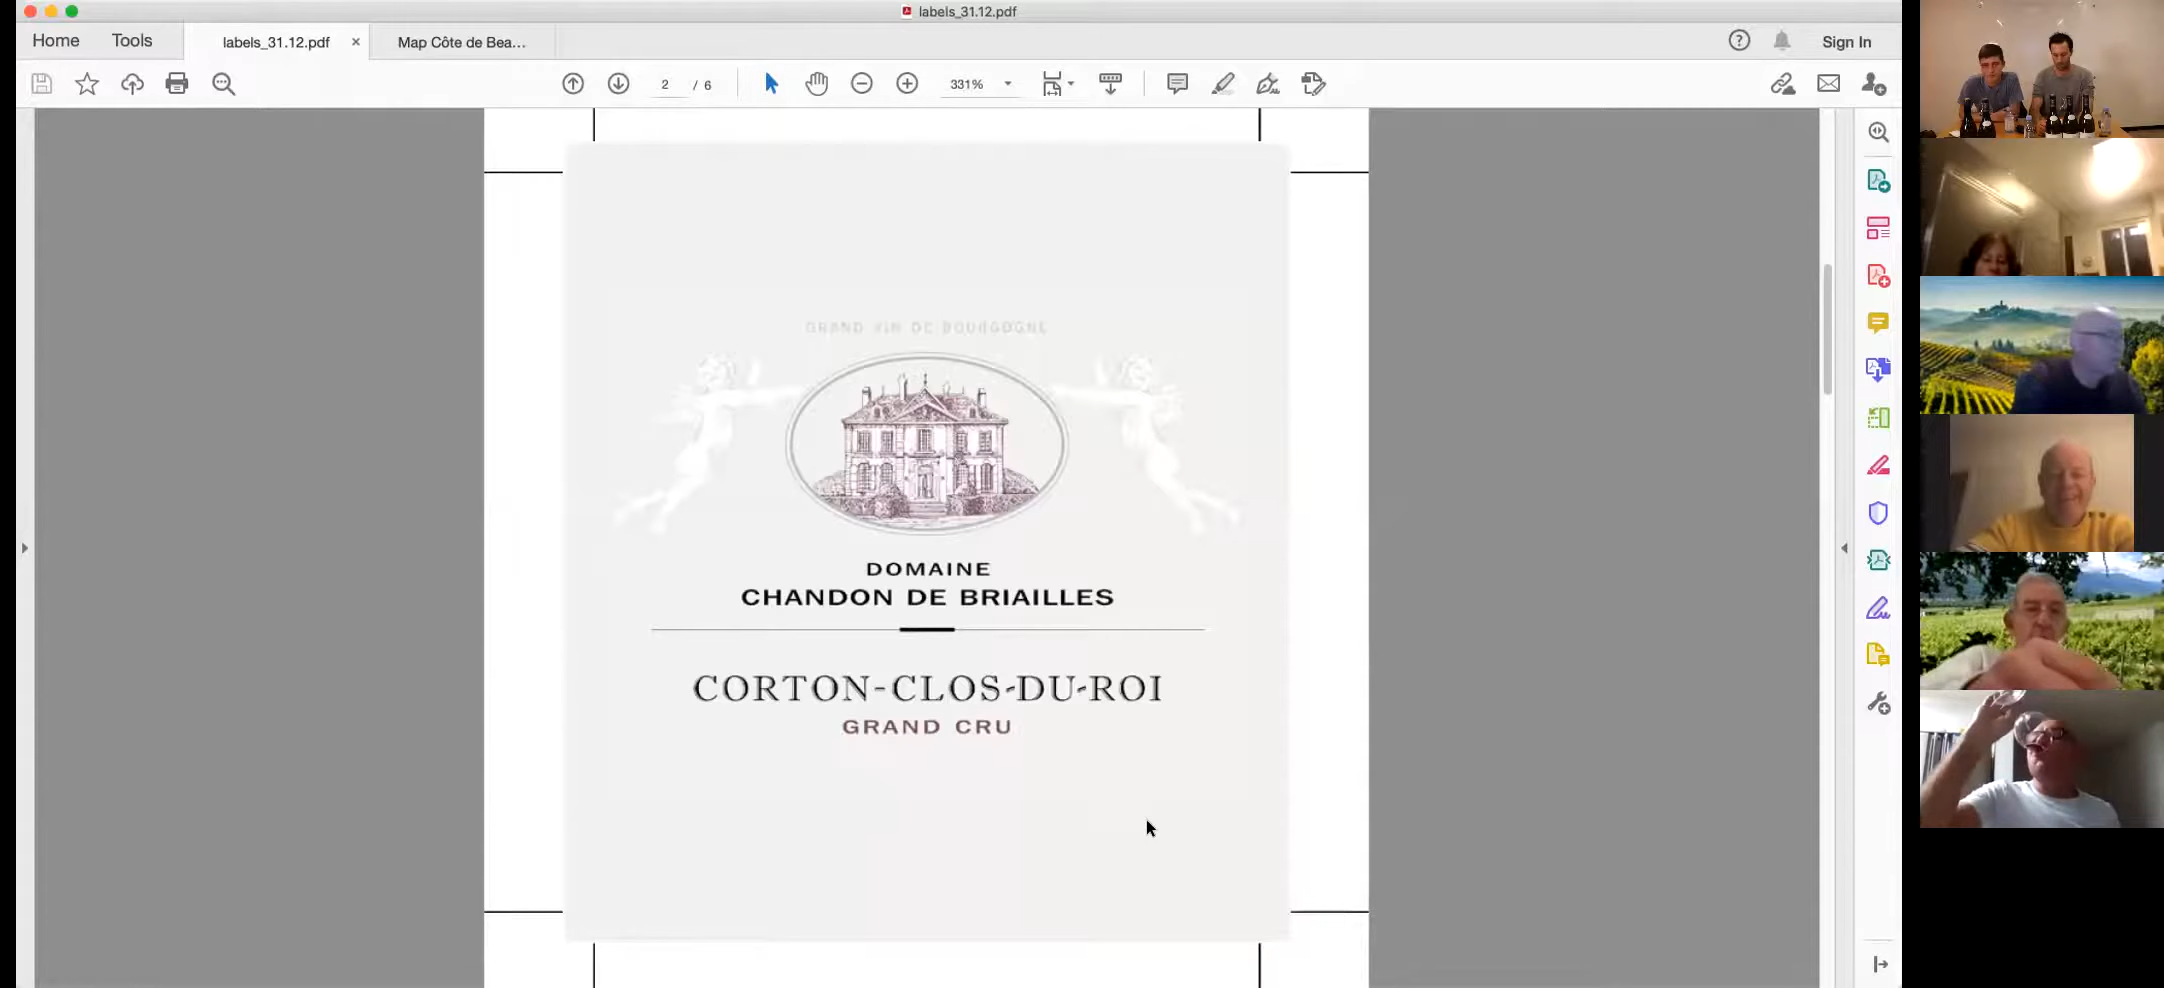 labels_31.12.pdf
Home Tools labels_31.12.pdf × Map Côte de Bea... Sign In
2 / 6 331%
GRAND VIN DE BOURGOGNE
DOMAINE
CHANDON DE BRIAILLES
CORTON-CLOS-DU-ROI
GRAND CRU